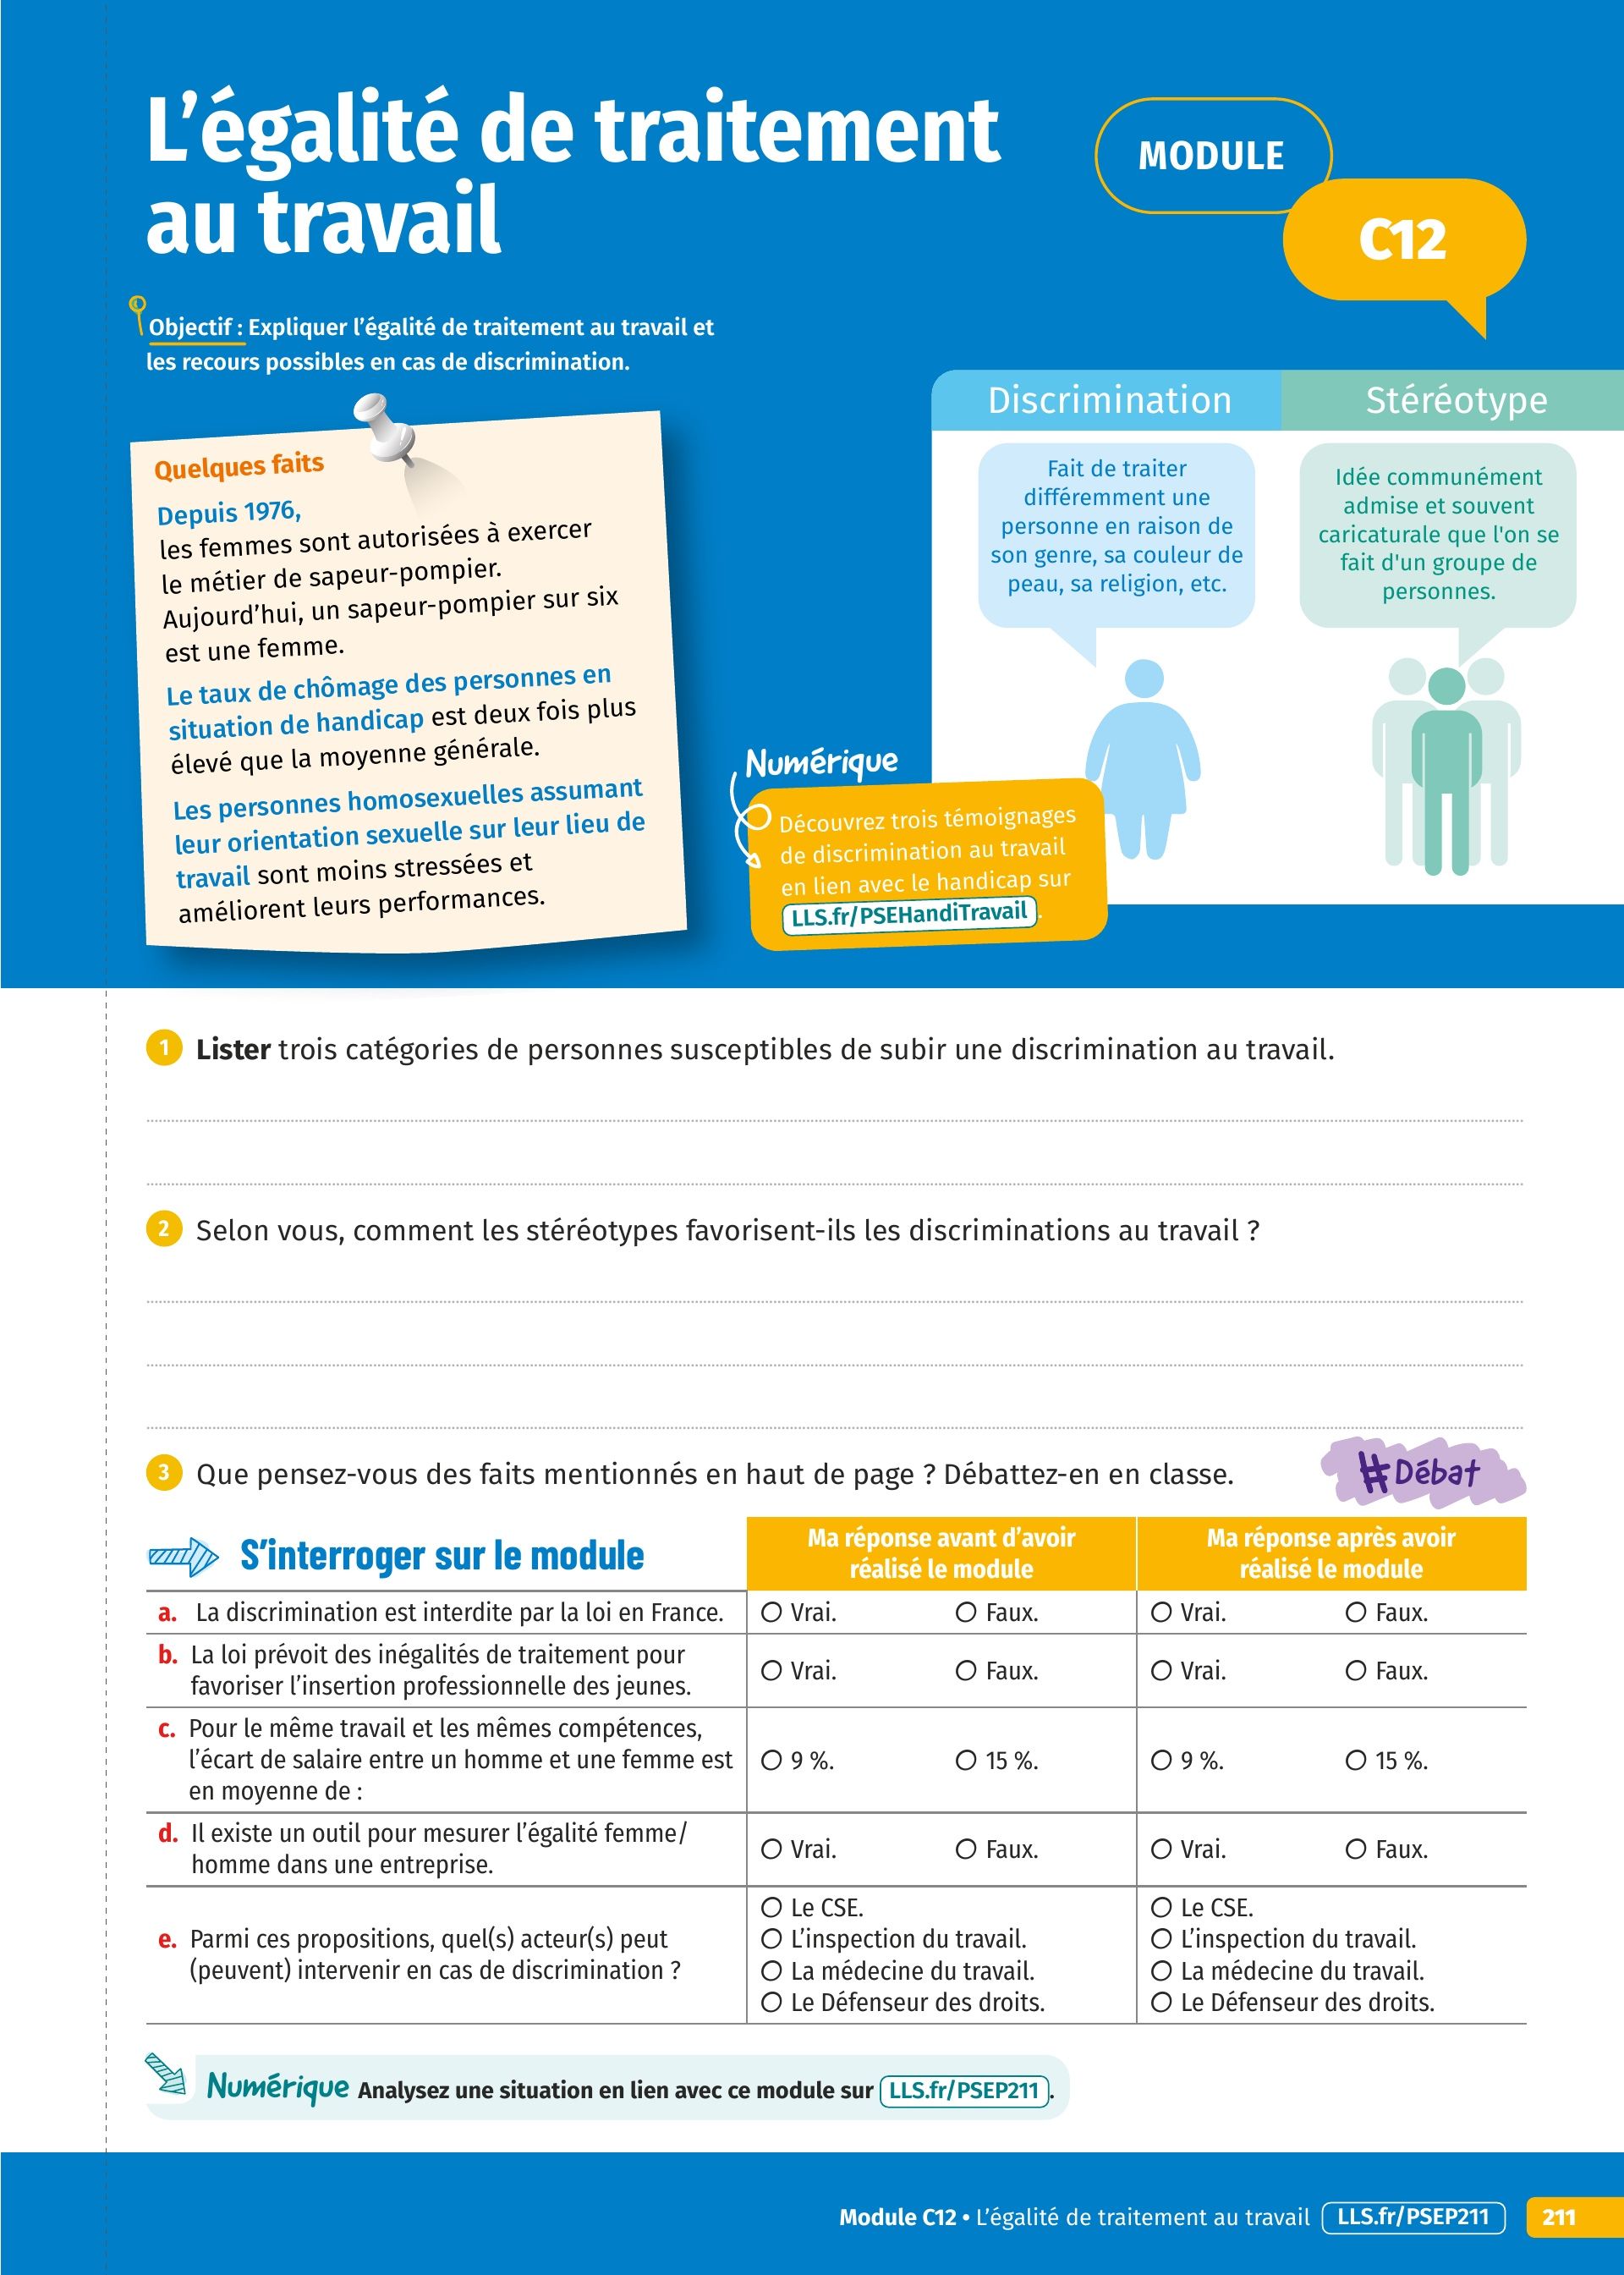 L’égalité de traitement
au travail
MODULE
C12
Objectif : Expliquer l’égalité de traitement au travail et
les recours possibles en cas de discrimination.
Quelques faits
Depuis 1976,
les femmes sont autorisées à exercer
le métier de sapeur-pompier.
Aujourd’hui, un sapeur-pompier sur six
est une femme.
Le taux de chômage des personnes en
situation de handicap est deux fois plus
élevé que la moyenne générale.
Les personnes homosexuelles assumant
leur orientation sexuelle sur leur lieu de
travail sont moins stressées et
améliorent leurs performances.
Discrimination
Fait de traiter
différemment une
personne en raison de
son genre, sa couleur de
peau, sa religion, etc.
Stéréotype
Idée communément
admise et souvent
caricaturale que l'on se
fait d'un groupe de
personnes.
Numérique
Découvrez trois témoignages
de discrimination au travail
en lien avec le handicap sur
LLS.fr/PSEHandiTravail.
1 Lister trois catégories de personnes susceptibles de subir une discrimination au travail.
2 Selon vous, comment les stéréotypes favorisent-ils les discriminations au travail ?
3 Que pensez-vous des faits mentionnés en haut de page ? Débattez-en en classe.
#Débat
S’interroger sur le module
Ma réponse avant d’avoir
réalisé le module
Ma réponse après avoir
réalisé le module
a. La discrimination est interdite par la loi en France.
Vrai. Faux. Vrai. Faux.
b. La loi prévoit des inégalités de traitement pour
favoriser l’insertion professionnelle des jeunes.
Vrai. Faux. Vrai. Faux.
c. Pour le même travail et les mêmes compétences,
l’écart de salaire entre un homme et une femme est
en moyenne de :
9 %. 15 %. 9 %. 15 %.
d. Il existe un outil pour mesurer l’égalité femme/
homme dans une entreprise.
Vrai. Faux. Vrai. Faux.
e. Parmi ces propositions, quel(s) acteur(s) peut
(peuvent) intervenir en cas de discrimination ?
Le CSE.
L’inspection du travail.
La médecine du travail.
Le Défenseur des droits.
Le CSE.
L’inspection du travail.
La médecine du travail.
Le Défenseur des droits.
Numérique Analysez une situation en lien avec ce module sur LLS.fr/PSEP211.
Module C12 • L’égalité de traitement au travail LLS.fr/PSEP211 211